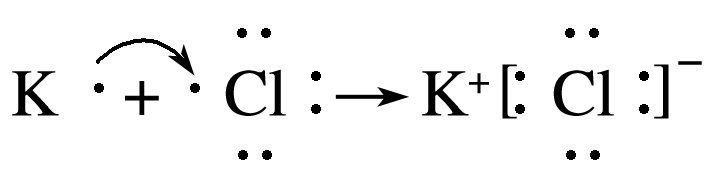 K · + · Cl : → K⁺ [: Cl :]⁻